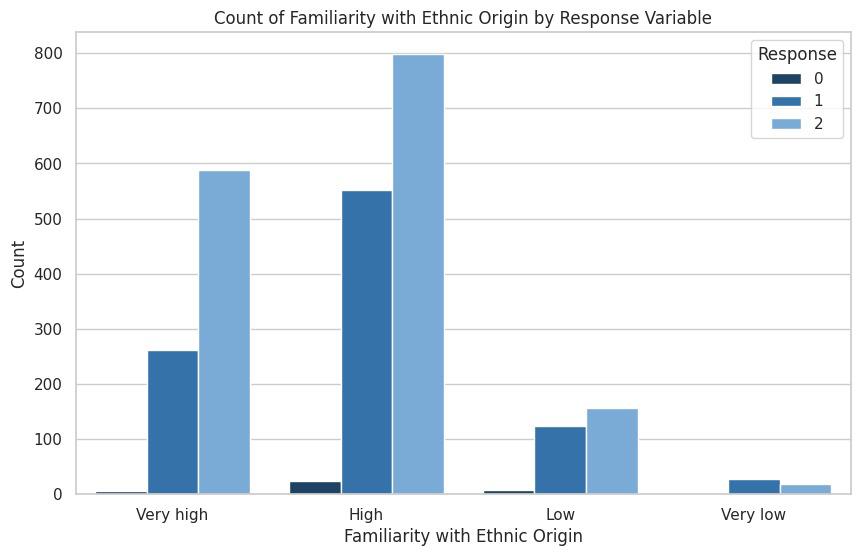 Count of Familiarity with Ethnic Origin by Response Variable
Response
0
1
2
Count
800
700
600
500
400
300
200
100
0
Very high
High
Low
Very low
Familiarity with Ethnic Origin